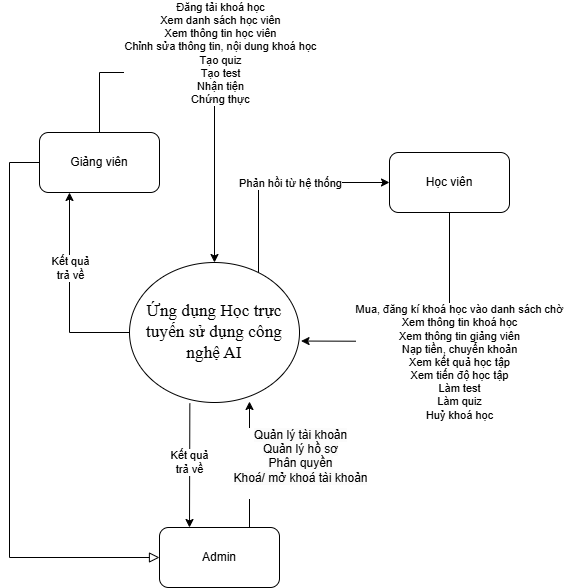 Đăng tải khoá học
Xem danh sách học viên
Xem thông tin học viên
Chỉnh sửa thông tin, nội dung khoá học
Tạo quiz
Tạo test
Nhận tiện
Chứng thực
Giảng viên
Phản hồi từ hệ thống
Học viên
Kết quả
trả về
Ứng dụng Học trực
tuyến sử dụng công
nghệ AI
Mua, đăng kí khoá học vào danh sách chờ
Xem thông tin khoá học
Xem thông tin giảng viên
Nạp tiền, chuyển khoản
Xem kết quả học tập
Xem tiến độ học tập
Làm test
Làm quiz
Huỷ khoá học
Kết quả
trả về
Quản lý tài khoản
Quản lý hồ sơ
Phân quyền
Khoá/ mở khoá tài khoản
Admin